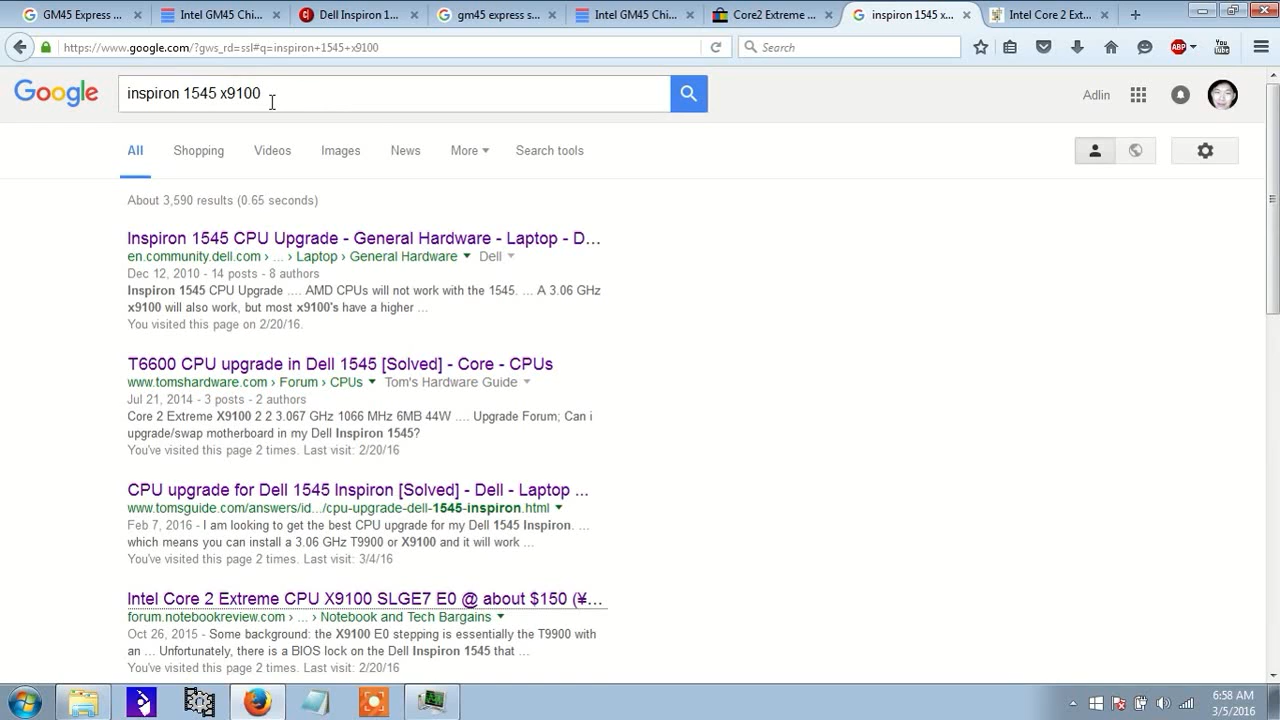 GM45 Express ...
Intel GM45 Chi...
Dell Inspiron 1...
gm45 express s...
Intel GM45 Chi...
Core2 Extreme ...
inspiron 1545 x9...
Intel Core 2 Ext...
https://www.google.com/?gws_rd=ssl#q=inspiron+1545+x9100
Search
ABP
You
Google
inspiron 1545 x9100
Adlin
All
Shopping
Videos
Images
News
More
Search tools
About 3,590 results (0.65 seconds)
Inspiron 1545 CPU Upgrade - General Hardware - Laptop - D...
en.community.dell.com › ... › Laptop › General Hardware Dell
Dec 12, 2010 - 14 posts - 8 authors
Inspiron 1545 CPU Upgrade .... AMD CPUs will not work with the 1545. ... A 3.06 GHz
x9100 will also work, but most x9100's have a higher ...
You visited this page on 2/20/16.
T6600 CPU upgrade in Dell 1545 [Solved] - Core - CPUs
www.tomshardware.com › Forum › CPUs Tom's Hardware Guide
Jul 21, 2014 - 3 posts - 2 authors
Core 2 Extreme X9100 2 2 3.067 GHz 1066 MHz 6MB 44W .... Upgrade Forum; Can i
upgrade/swap motherboard in my Dell Inspiron 1545?
You've visited this page 2 times. Last visit: 2/20/16
CPU upgrade for Dell 1545 Inspiron [Solved] - Dell - Laptop ...
www.tomsguide.com/answers/id.../cpu-upgrade-dell-1545-inspiron.html
Feb 7, 2016 - I am looking to get the best CPU upgrade for my Dell 1545 Inspiron. ...
which means you can install a 3.06 GHz T9900 or X9100 and it will work ...
You've visited this page 2 times. Last visit: 3/4/16
Intel Core 2 Extreme CPU X9100 SLGE7 E0 @ about $150 (¥...
forum.notebookreview.com › ... › Notebook and Tech Bargains
Oct 26, 2015 - Some background: the X9100 E0 stepping is essentially the T9900 with
an ... Unfortunately, there is a BIOS lock on the Dell Inspiron 1545 that ...
You've visited this page 2 times. Last visit: 2/20/16
6:58 AM
3/5/2016